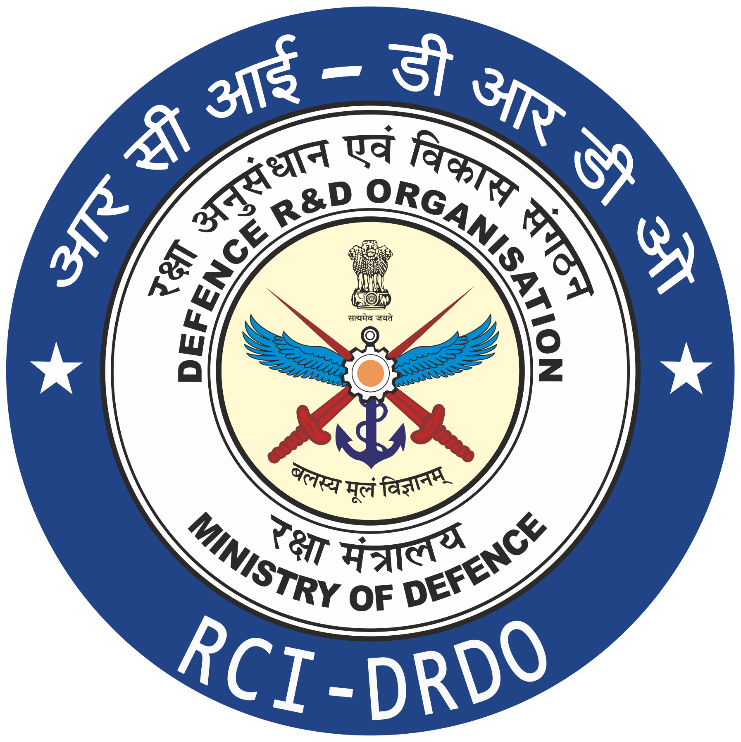 आर सी आई – डी आर डी ओ
रक्षा अनुसंधान एवं विकास संगठन
DEFENCE R&D ORGANISATION
सत्यमेव जयते
बलस्य मूलं विज्ञानम्
रक्षा मंत्रालय
MINISTRY OF DEFENCE
RCI-DRDO